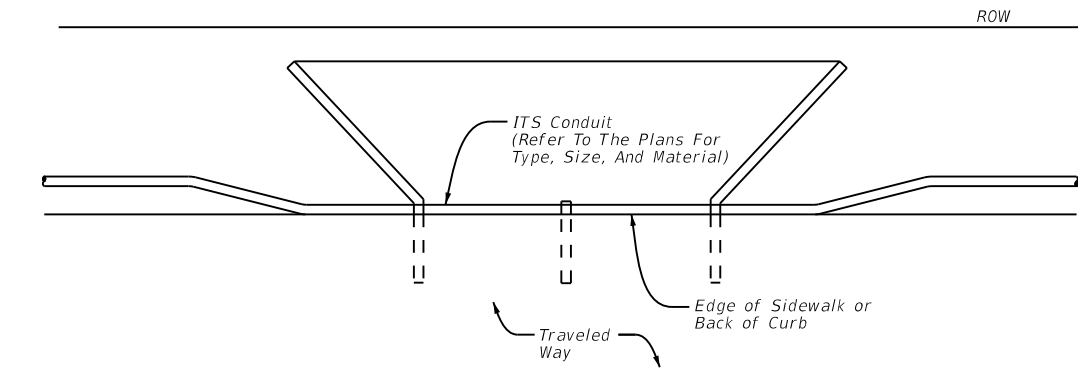 ROW
ITS Conduit
(Refer To The Plans For
Type, Size, And Material)
Edge of Sidewalk or
Back of Curb
Traveled
Way